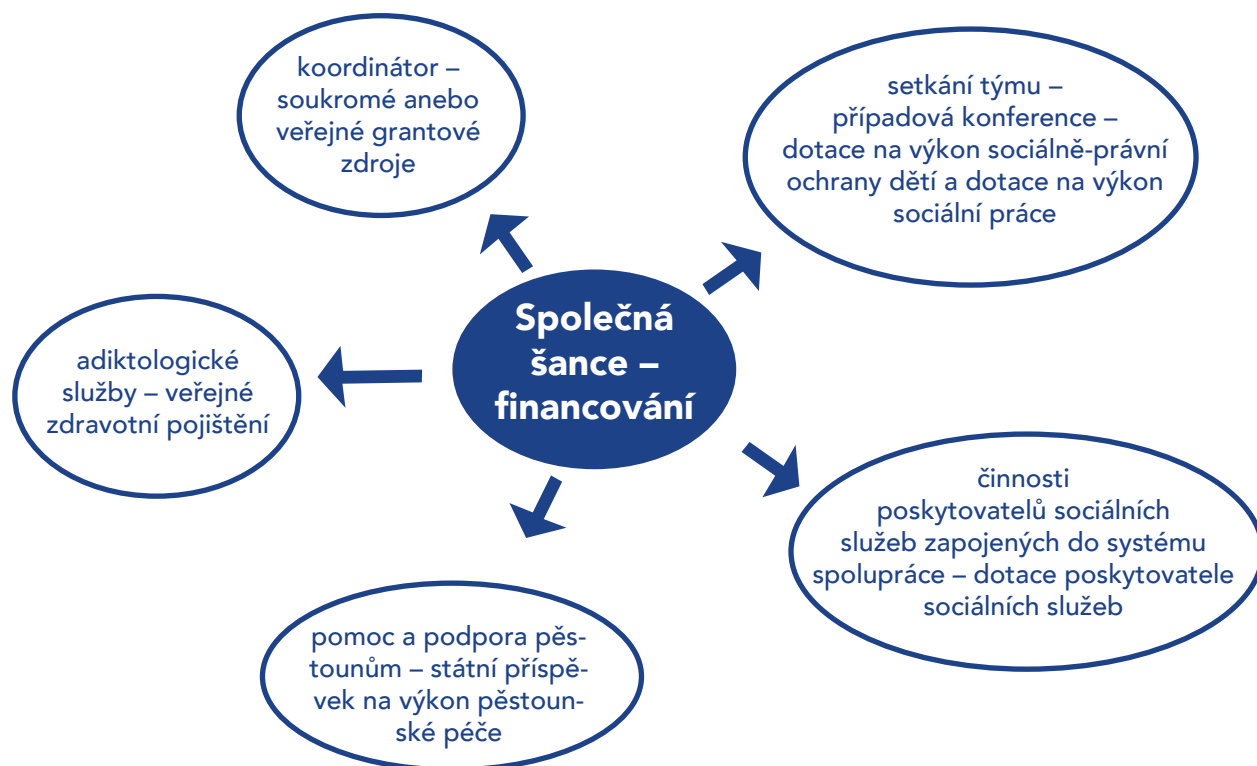 koordinátor –
soukromé anebo
veřejné grantové
zdroje
setkání týmu –
případová konference –
dotace na výkon sociálně-právní
ochrany dětí a dotace na výkon
sociální práce
Společná
šance –
financování
adiktologické
služby – veřejné
zdravotní pojištění
činnosti
poskytovatelů sociálních
služeb zapojených do systému
spolupráce – dotace poskytovatele
sociálních služeb
pomoc a podpora pěs-
tounům – státní příspě-
vek na výkon pěstoun-
ské péče